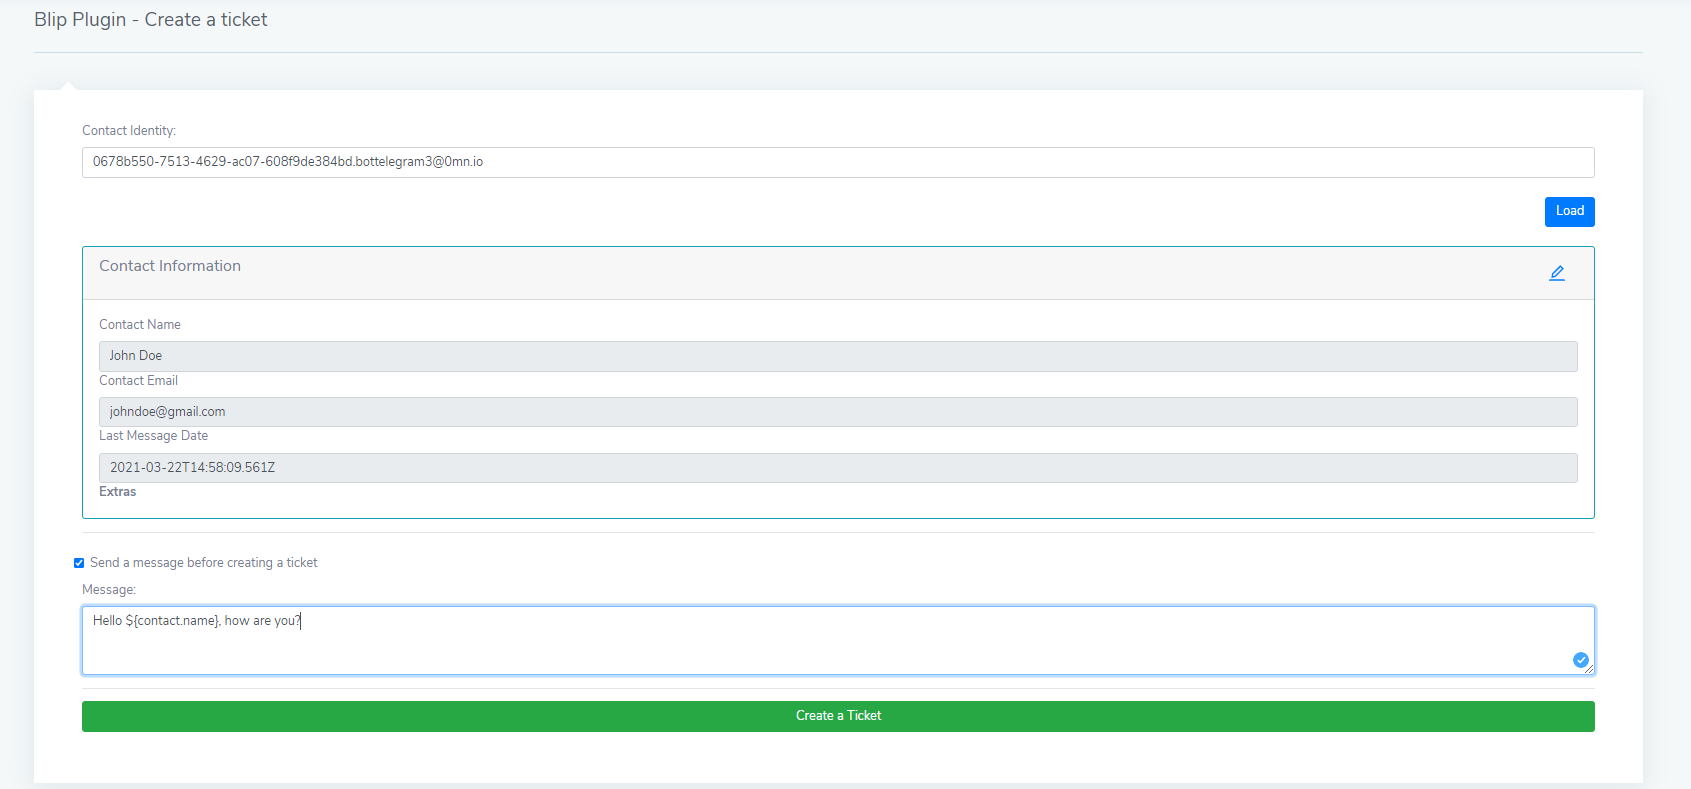 Blip Plugin - Create a ticket
Contact Identity:
0678b550-7513-4629-ac07-608f9de384bd.bottelegram3@0mn.io
Load
Contact Information
Contact Name
John Doe
Contact Email
johndoe@gmail.com
Last Message Date
2021-03-22T14:58:09.561Z
Extras
Send a message before creating a ticket
Message:
Hello ${contact.name}, how are you?
Create a Ticket